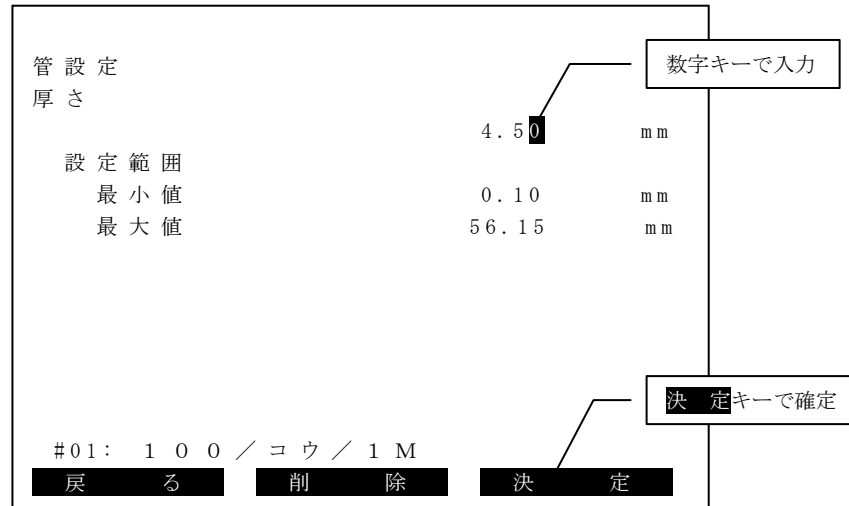 管設定
数字キーで入力
厚さ
4.50 mm
設定範囲
最小値 0.10 mm
最大値 56.15 mm
決 定キーで確定
#01: 100／コウ／1M
戻 る 削 除 決 定